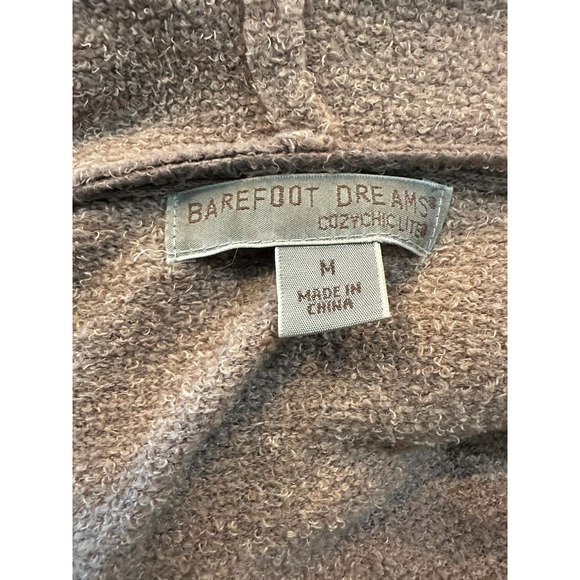 BAREFOOT DREAMS®
COZYCHIC LITE®
M
MADE IN
CHINA